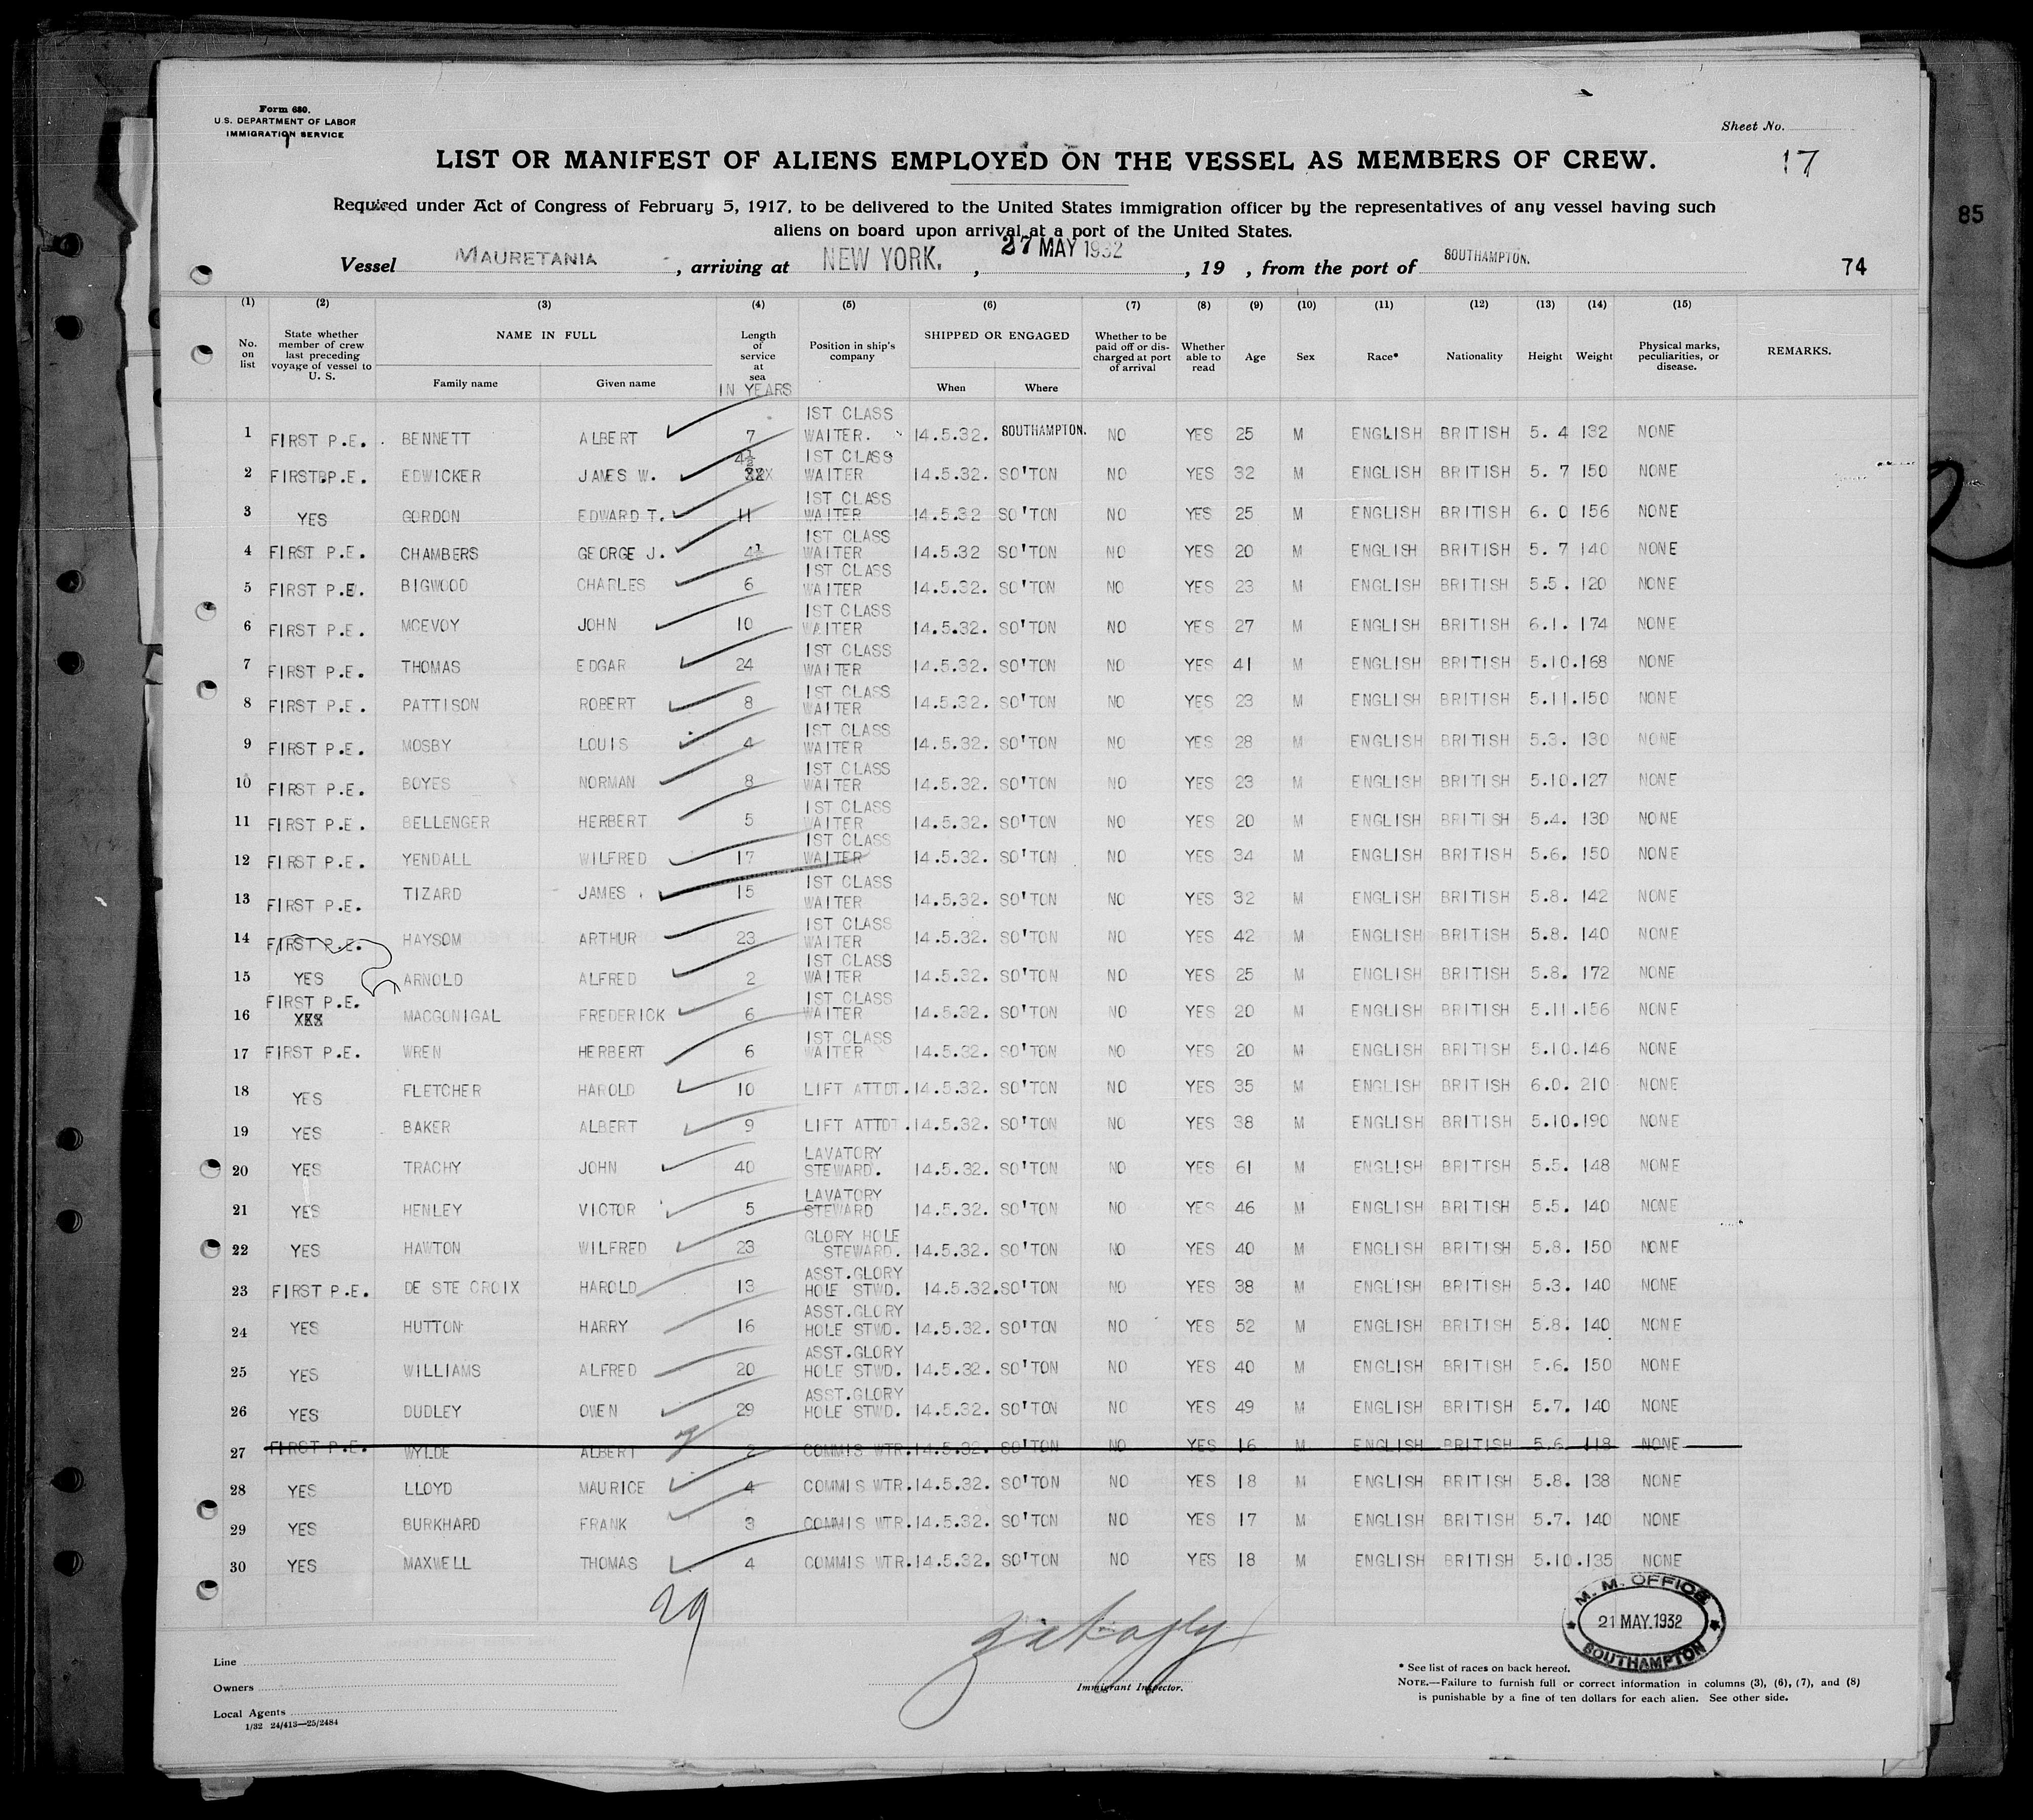 Form 680.
U.S. DEPARTMENT OF LABOR
IMMIGRATION SERVICE
Sheet No.
17
LIST OR MANIFEST OF ALIENS EMPLOYED ON THE VESSEL AS MEMBERS OF CREW.
Required under Act of Congress of February 5, 1917, to be delivered to the United States immigration officer by the representatives of any vessel having such
aliens on board upon arrival at a port of the United States.
85
Vessel MAURETANIA, arriving at NEW YORK., 27 MAY 1932, 19 , from the port of SOUTHAMPTON. 74
(1) (2) (3) (4) (5) (6) (7) (8) (9) (10) (11) (12) (13) (14) (15)
No. on list State whether member of crew last preceding voyage of vessel to U. S. NAME IN FULL Family name Given name Length of service at sea IN YEARS Position in ship's company SHIPPED OR ENGAGED When Where Whether to be paid off or discharged at port of arrival Whether able to read Age Sex Race* Nationality Height Weight Physical marks, peculiarities, or disease. REMARKS.
1 FIRST P.E. BENNETT ALBERT 7 1ST CLASS WAITER. 14.5.32. SOUTHAMPTON. NO YES 25 M ENGLISH BRITISH 5. 4 132 NONE
2 FIRST P.E. EDWICKER JAMES W. 4½ 1ST CLASS WAITER 14.5.32. SO'TON NO YES 32 M ENGLISH BRITISH 5. 7 150 NONE
3 YES GORDON EDWARD T. 11 1ST CLASS WAITER 14.5.32 SO'TON NO YES 25 M ENGLISH BRITISH 6. 0 156 NONE
4 FIRST P.E. CHAMBERS GEORGE J. 4½ 1ST CLASS WAITER 14.5.32 SO'TON NO YES 20 M ENGLISH BRITISH 5. 7 140 NONE
5 FIRST P.E. BIGWOOD CHARLES 6 1ST CLASS WAITER 14.5.32. SO'TON NO YES 23 M ENGLISH BRITISH 5.5. 120 NONE
6 FIRST P.E. MCEVOY JOHN 10 1ST CLASS WAITER 14.5.32. SO'TON NO YES 27 M ENGLISH BRITISH 6.1. 174 NONE
7 FIRST P.E. THOMAS EDGAR 24 1ST CLASS WAITER 14.5.32. SO'TON NO YES 41 M ENGLISH BRITISH 5.10.168 NONE
8 FIRST P.E. PATTISON ROBERT 8 1ST CLASS WAITER 14.5.32. SO'TON NO YES 23 M ENGLISH BRITISH 5.11.150 NONE
9 FIRST P.E. MOSBY LOUIS 4 1ST CLASS WAITER 14.5.32. SO'TON NO YES 28 M ENGLISH BRITISH 5.3. 130 NONE
10 FIRST P.E. BOYES NORMAN 8 1ST CLASS WAITER 14.5.32. SO'TON NO YES 23 M ENGLISH BRITISH 5.10.127 NONE
11 FIRST P.E. BELLENGER HERBERT 5 1ST CLASS WAITER 14.5.32. SO'TON NO YES 20 M ENGLISH BRITISH 5.4. 130 NONE
12 FIRST P.E. YENDALL WILFRED 17 1ST CLASS WAITER 14.5.32. SO'TON NO YES 34 M ENGLISH BRITISH 5.6. 150 NONE
13 FIRST P.E. TIZARD JAMES 15 1ST CLASS WAITER 14.5.32. SO'TON NO YES 32 M ENGLISH BRITISH 5.8. 142 NONE
14 FIRST P.E. HAYSOM ARTHUR 23 1ST CLASS WAITER 14.5.32. SO'TON NO YES 42 M ENGLISH BRITISH 5.8. 140 NONE
15 YES ARNOLD ALFRED 2 1ST CLASS WAITER 14.5.32. SO'TON NO YES 25 M ENGLISH BRITISH 5.8. 172 NONE
16 FIRST P.E. MACGONIGAL FREDERICK 6 1ST CLASS WAITER 14.5.32. SO'TON NO YES 20 M ENGLISH BRITISH 5.11.156 NONE
17 FIRST P.E. WREN HERBERT 6 1ST CLASS WAITER 14.5.32. SO'TON NO YES 20 M ENGLISH BRITISH 5.10.146 NONE
18 YES FLETCHER HAROLD 10 LIFT ATTDT. 14.5.32. SO'TON NO YES 35 M ENGLISH BRITISH 6.0. 210 NONE
19 YES BAKER ALBERT 9 LIFT ATTDT. 14.5.32. SO'TON NO YES 38 M ENGLISH BRITISH 5.10.190 NONE
20 YES TRACHY JOHN 40 LAVATORY STEWARD. 14.5.32. SO'TON NO YES 61 M ENGLISH BRITISH 5.5. 148 NONE
21 YES HENLEY VICTOR 5 LAVATORY STEWARD 14.5.32. SO'TON NO YES 46 M ENGLISH BRITISH 5.5. 140 NONE
22 YES HAWTON WILFRED 23 GLORY HOLE STEWARD. 14.5.32. SO'TON NO YES 40 M ENGLISH BRITISH 5.8. 150 NONE
23 FIRST P.E. DE STE CROIX HAROLD 13 ASST.GLORY HOLE STWD. 14.5.32. SO'TON NO YES 38 M ENGLISH BRITISH 5.3. 140 NONE
24 YES HUTTON HARRY 16 ASST.GLORY HOLE STWD. 14.5.32. SO'TON NO YES 52 M ENGLISH BRITISH 5.8. 140 NONE
25 YES WILLIAMS ALFRED 20 ASST.GLORY HOLE STWD. 14.5.32. SO'TON NO YES 40 M ENGLISH BRITISH 5.6. 150 NONE
26 YES DUDLEY OWEN 29 ASST.GLORY HOLE STWD. 14.5.32. SO'TON NO YES 49 M ENGLISH BRITISH 5.7. 140 NONE
27 FIRST P.E. WYLDE ALBERT 2 COMMIS WTR. 14.5.32. SO'TON NO YES 16 M ENGLISH BRITISH 5.6. 118 NONE
28 YES LLOYD MAURICE 4 COMMIS WTR. 14.5.32. SO'TON NO YES 18 M ENGLISH BRITISH 5.8. 138 NONE
29 YES BURKHARD FRANK 3 COMMIS WTR. 14.5.32. SO'TON NO YES 17 M ENGLISH BRITISH 5.7. 140 NONE
30 YES MAXWELL THOMAS 4 COMMIS WTR. 14.5.32. SO'TON NO YES 18 M ENGLISH BRITISH 5.10.135 NONE
29
M. M. OFFICE
21 MAY.1932
SOUTHAMPTON
Line
Owners
Local Agents
1/32 24/413—25/2484
Immigrant Inspector.
* See list of races on back hereof.
NOTE.—Failure to furnish full or correct information in columns (3), (6), (7), and (8)
is punishable by a fine of ten dollars for each alien. See other side.